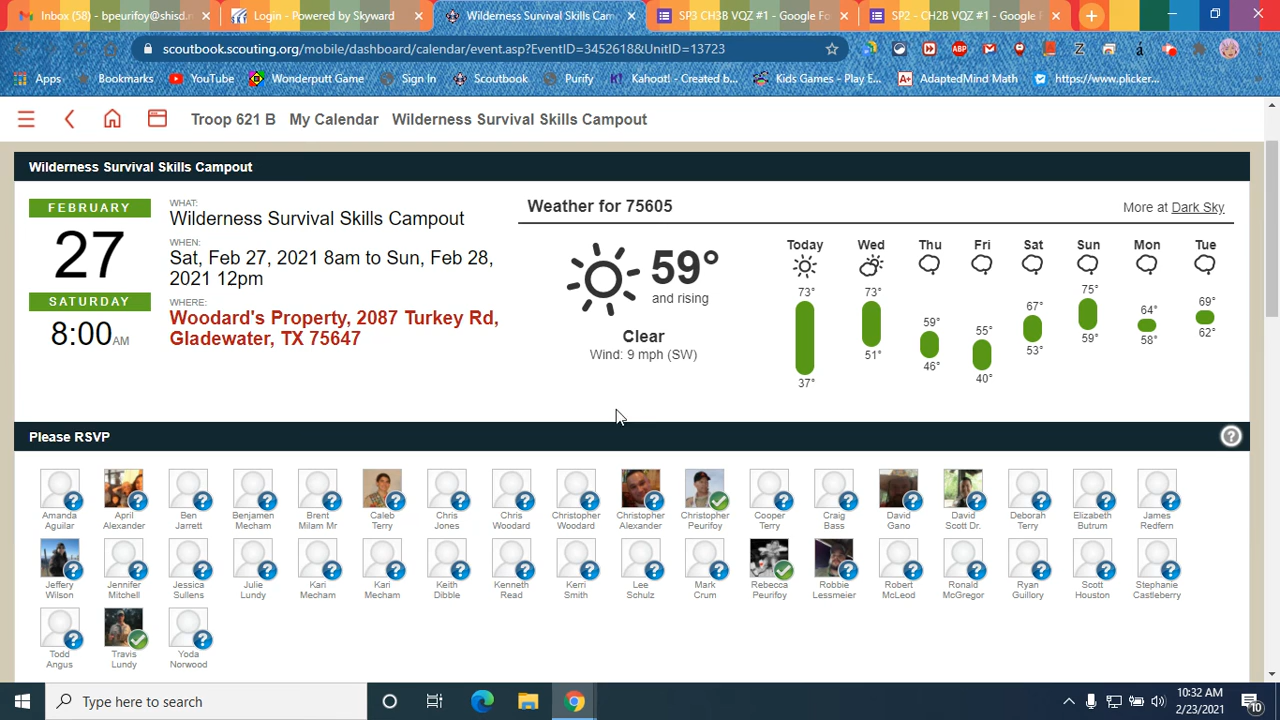 Inbox (58) - bpeurifoy@shisd.n
Login - Powered by Skyward
Wilderness Survival Skills Cam
SP3 CH3B VQZ #1 - Google Fo
SP2 - CH2B VQZ #1 - Google F
scoutbook.scouting.org/mobile/dashboard/calendar/event.asp?EventID=3452618&UnitID=13723
ABP
Apps Bookmarks YouTube Wonderputt Game Sign In Scoutbook Purify Kahoot! - Created b... Kids Games - Play E... AdaptedMind Math https://www.plicker...
Troop 621 B My Calendar Wilderness Survival Skills Campout
Wilderness Survival Skills Campout
FEBRUARY
27
SATURDAY
8:00AM
WHAT:
Wilderness Survival Skills Campout
WHEN:
Sat, Feb 27, 2021 8am to Sun, Feb 28,
2021 12pm
WHERE:
Woodard's Property, 2087 Turkey Rd,
Gladewater, TX 75647
Weather for 75605
More at Dark Sky
59°
and rising
Clear
Wind: 9 mph (SW)
Today Wed Thu Fri Sat Sun Mon Tue
73° 73° 59° 55° 67° 75° 64° 69°
37° 51° 46° 40° 53° 59° 58° 62°
Please RSVP
Amanda April Ben Benjamen Brent Caleb Chris Chris Christopher Christopher Christopher Cooper Craig David David Deborah Elizabeth James
Aguilar Alexander Jarrett Mecham Milam Mr Terry Jones Woodard Woodard Alexander Peurifoy Terry Bass Gano Scott Dr. Terry Butrum Redfern
Jeffery Jennifer Jessica Julie Kari Kari Keith Kenneth Kerri Lee Mark Rebecca Robbie Robert Ronald Ryan Scott Stephanie
Wilson Mitchell Sullens Lundy Mecham Mecham Dibble Read Smith Schulz Crum Peurifoy Lessmeier McLeod McGregor Guillory Houston Castleberry
Todd Travis Yoda
Angus Lundy Norwood
Type here to search
10:32 AM
2/23/2021
10